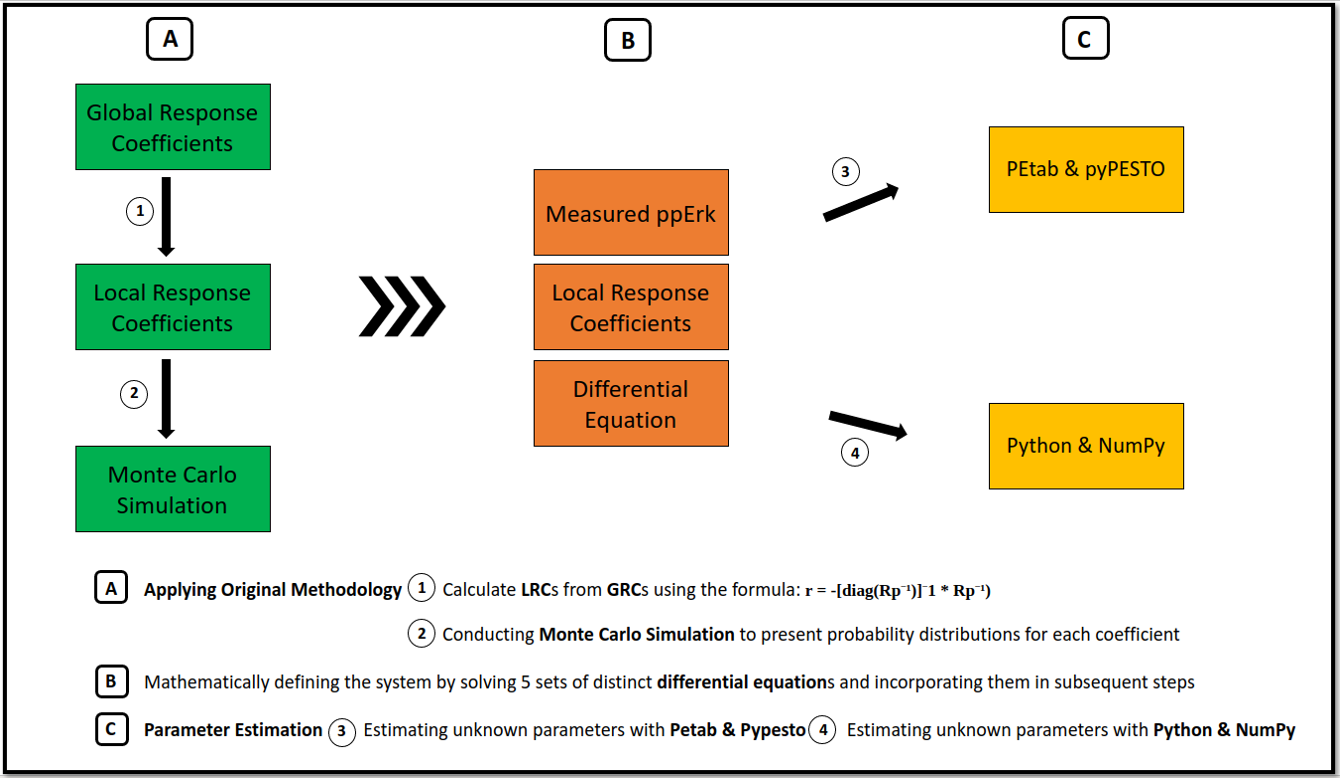 A
B
C
Global Response
Coefficients
1
Local Response
Coefficients
2
Monte Carlo
Simulation
Measured ppErk
Local Response
Coefficients
Differential
Equation
3
4
PEtab & pyPESTO
Python & NumPy
A Applying Original Methodology 1 Calculate LRCs from GRCs using the formula: r = -[diag(Rp⁻¹)]⁻1 * Rp⁻¹)
2 Conducting Monte Carlo Simulation to present probability distributions for each coefficient
B Mathematically defining the system by solving 5 sets of distinct differential equations and incorporating them in subsequent steps
C Parameter Estimation 3 Estimating unknown parameters with Petab & Pypesto 4 Estimating unknown parameters with Python & NumPy